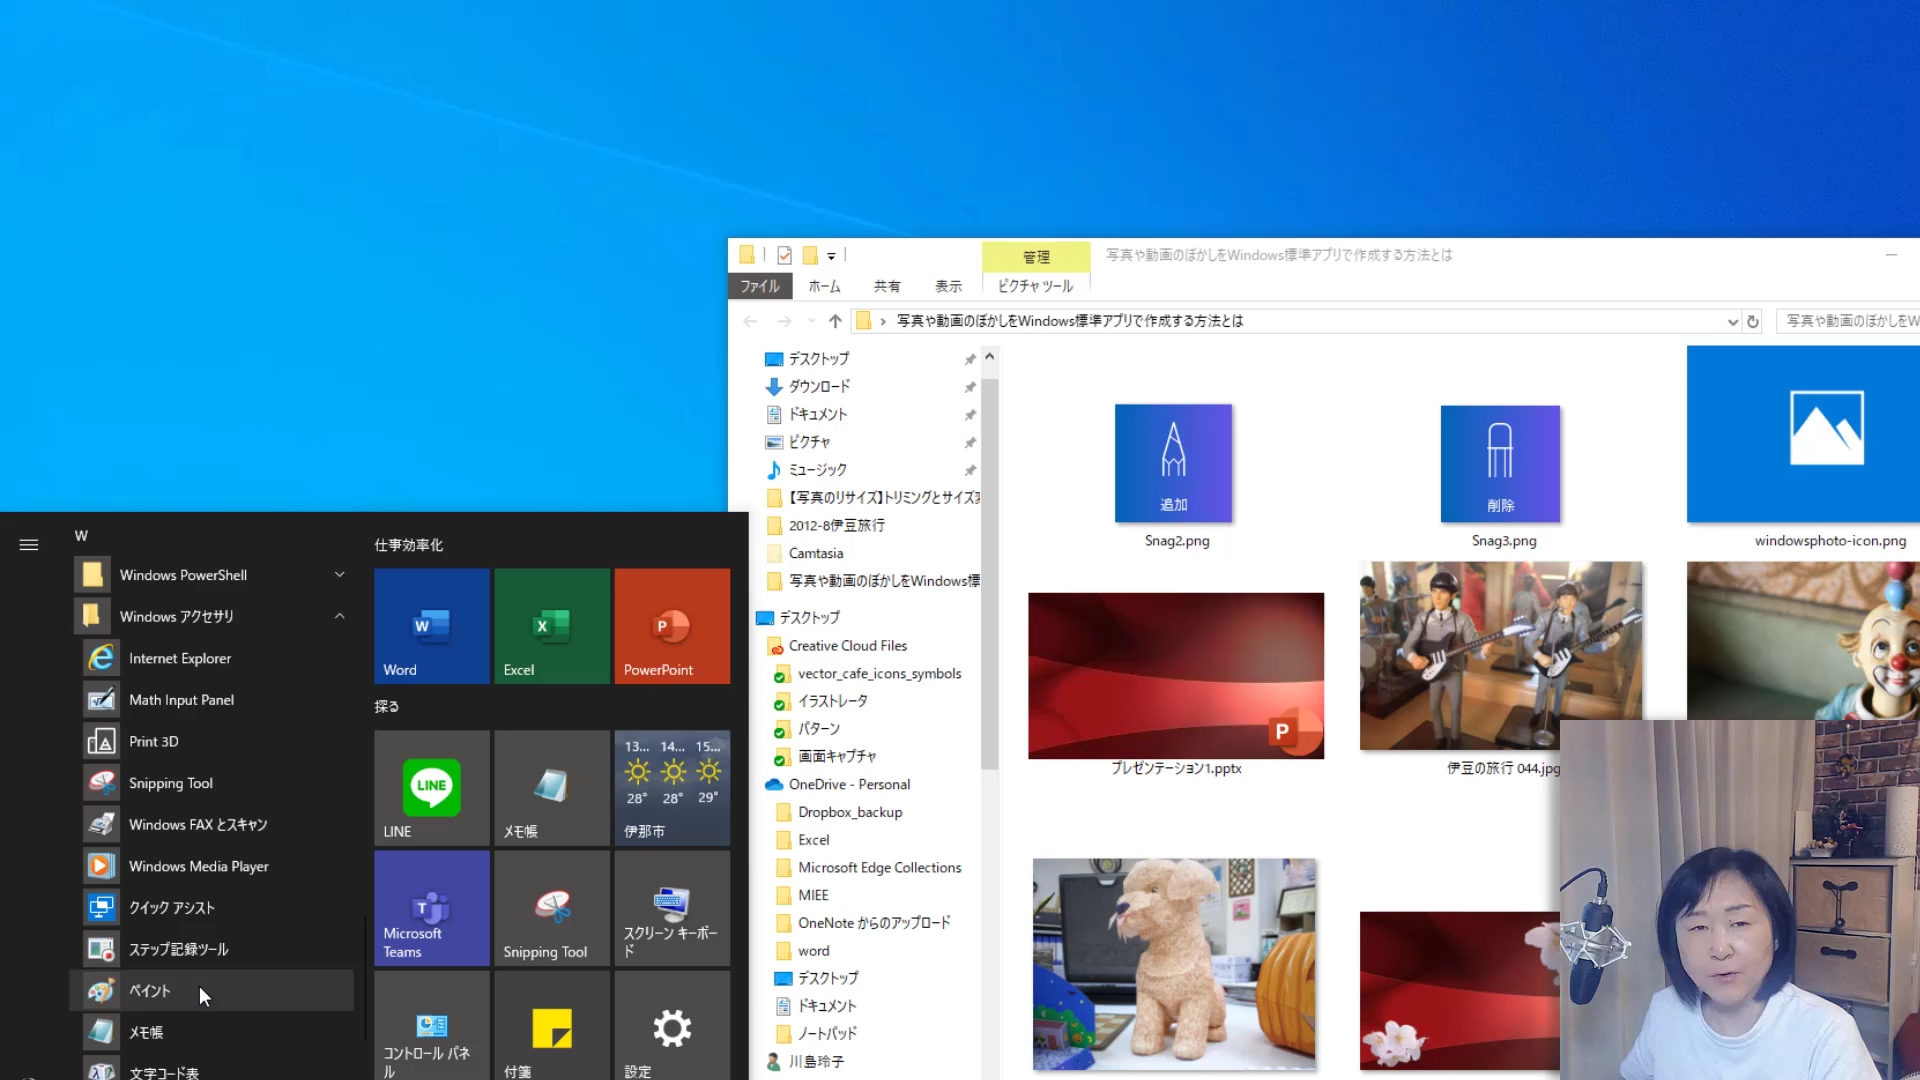 管理
写真や動画のぼかしをWindows標準アプリで作成する方法とは
ファイル
ホーム
共有
表示
ピクチャ ツール
写真や動画のぼかしをWindows標準アプリで作成する方法とは
写真や動画のぼかしをW
デスクトップ
ダウンロード
ドキュメント
ピクチャ
ミュージック
【写真のリサイズ】トリミングとサイズ変
2012-8伊豆旅行
Camtasia
写真や動画のぼかしをWindows標
デスクトップ
Creative Cloud Files
vector_cafe_icons_symbols
イラストレータ
パターン
画面キャプチャ
OneDrive - Personal
Dropbox_backup
Excel
Microsoft Edge Collections
MIEE
OneNote からのアップロード
word
デスクトップ
ドキュメント
ノートパッド
川島玲子
追加
Snag2.png
削除
Snag3.png
windowsphoto-icon.png
プレゼンテーション1.pptx
伊豆の旅行 044.jpg
W
Windows PowerShell
Windows アクセサリ
Internet Explorer
Math Input Panel
Print 3D
Snipping Tool
Windows FAX とスキャン
Windows Media Player
クイック アシスト
ステップ記録ツール
ペイント
メモ帳
文字コード表
仕事効率化
Word
Excel
PowerPoint
探る
LINE
LINE
メモ帳
13... 14... 15...
28° 28° 29°
伊那市
Microsoft
Teams
Snipping Tool
スクリーン キーボー
ド
コントロール パネ
ル
付箋
設定